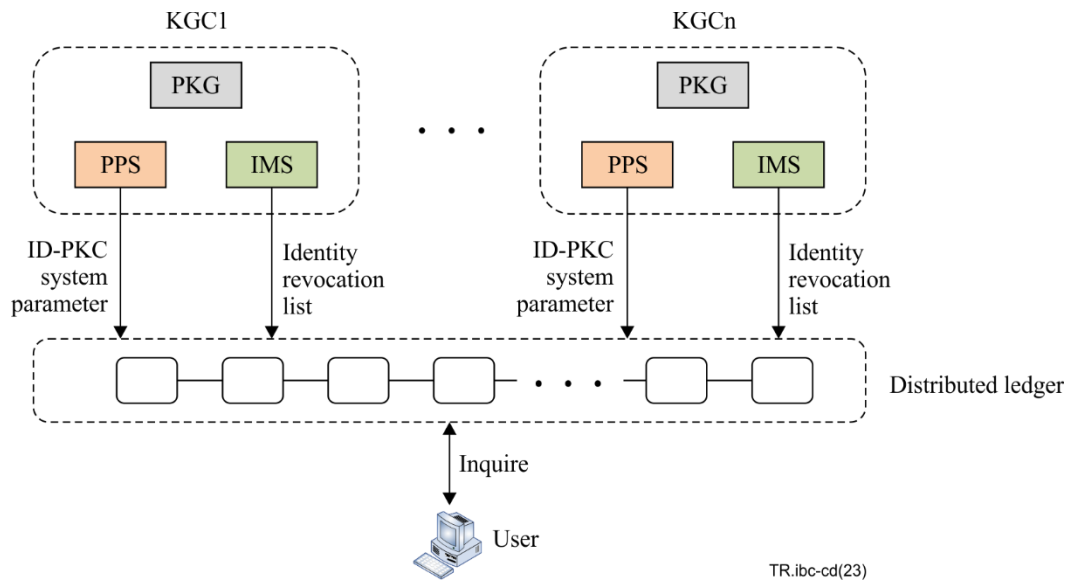 KGC1
KGCn
PKG
PKG
PPS
IMS
PPS
IMS
ID-PKC
system
parameter
Identity
revocation
list
ID-PKC
system
parameter
Identity
revocation
list
Distributed ledger
Inquire
User
TR.ibc-cd(23)